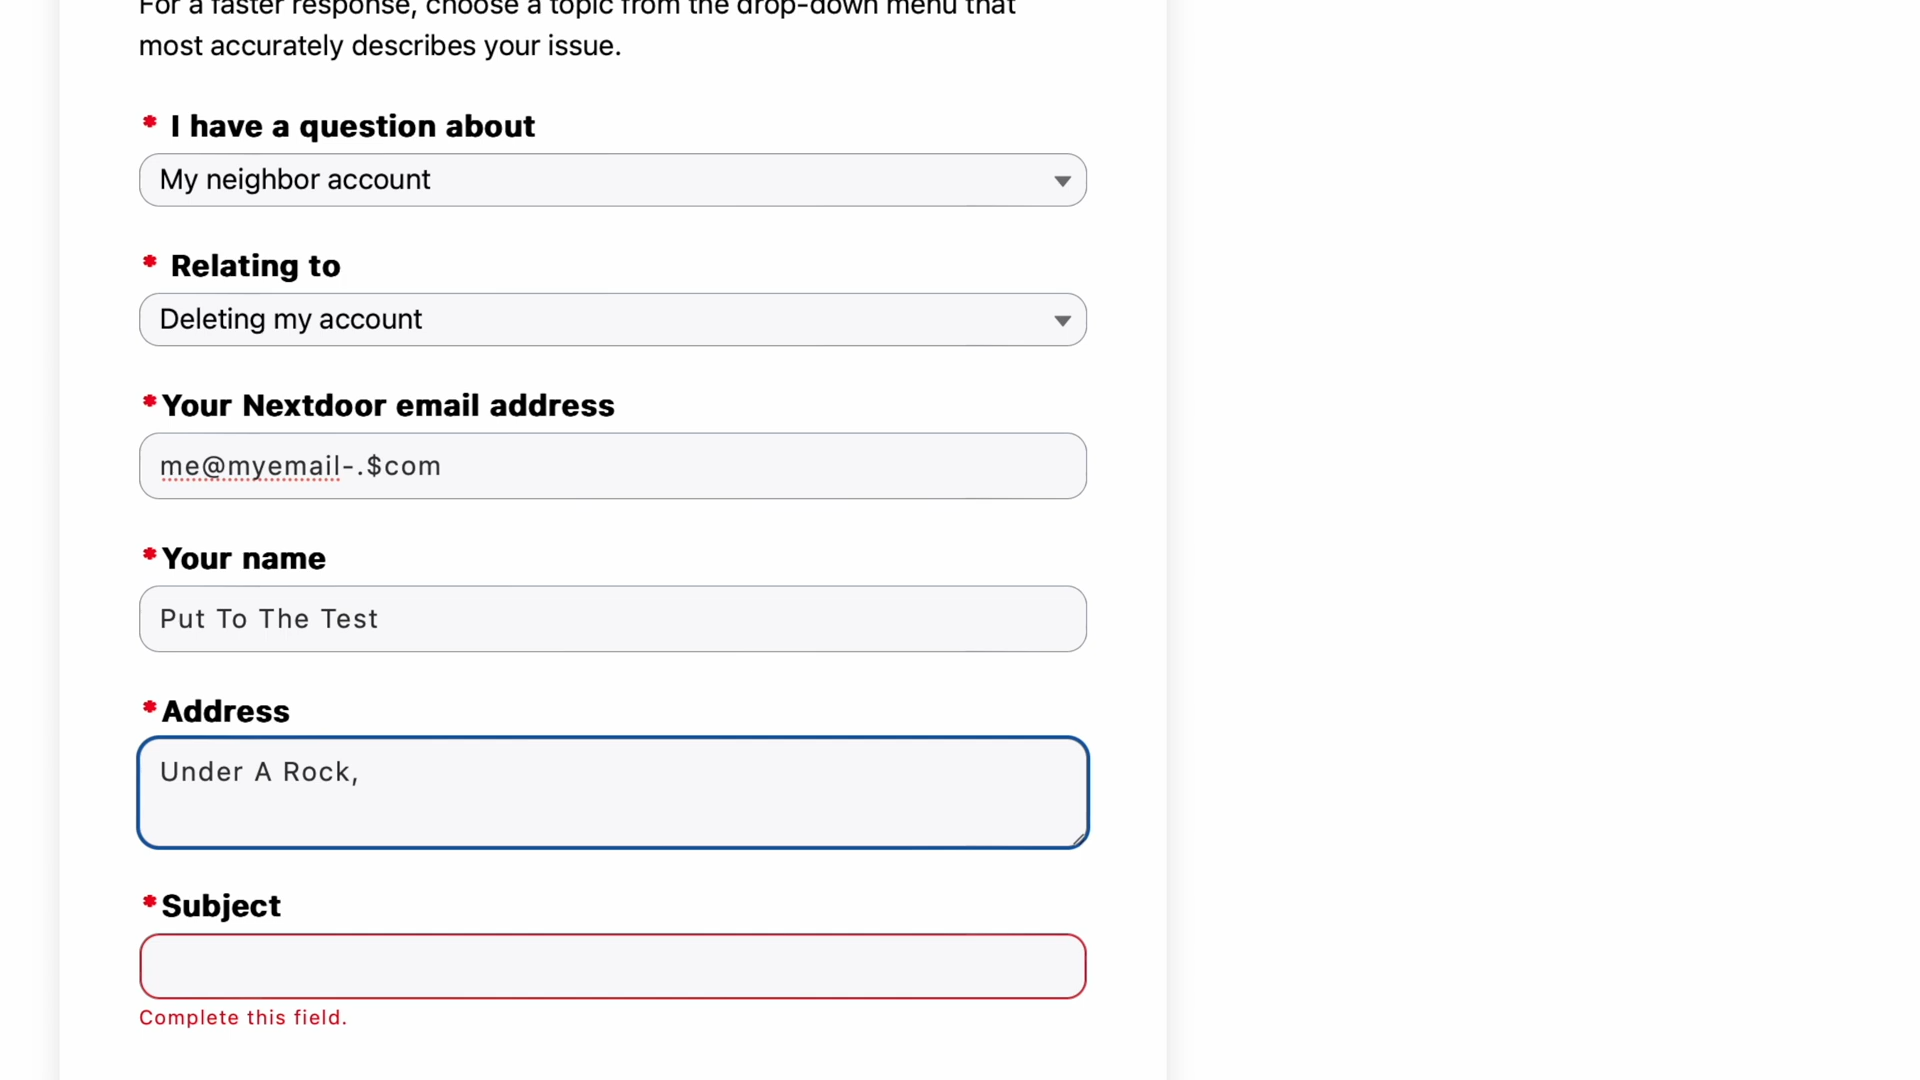 For a faster response, choose a topic from the drop-down menu that
most accurately describes your issue.
* I have a question about
My neighbor account
* Relating to
Deleting my account
*Your Nextdoor email address
me@myemail-.$com
*Your name
Put To The Test
*Address
Under A Rock,
*Subject
Complete this field.